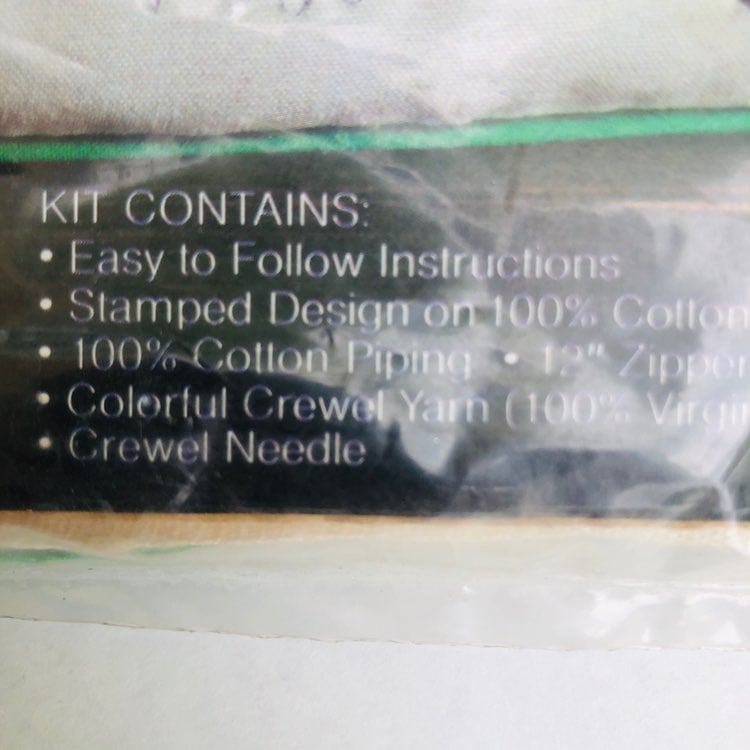 KIT CONTAINS:
• Easy to Follow Instructions
• Stamped Design on 100% Cotton
• 100% Cotton Piping • 12" Zipper
• Colorful Crewel Yarn (100% Virgi
• Crewel Needle